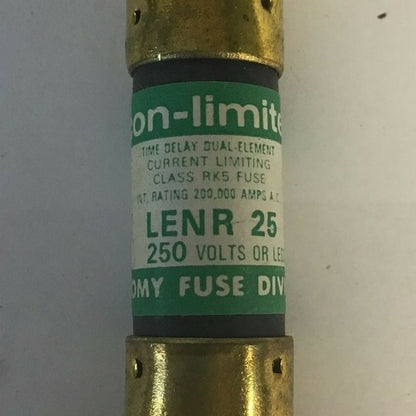 on-limite
TIME DELAY DUAL-ELEMENT
CURRENT LIMITING
CLASS RK5 FUSE
INT. RATING 200,000 AMPS A.C.
LENR 25
250 VOLTS OR LES
OMY FUSE DIV